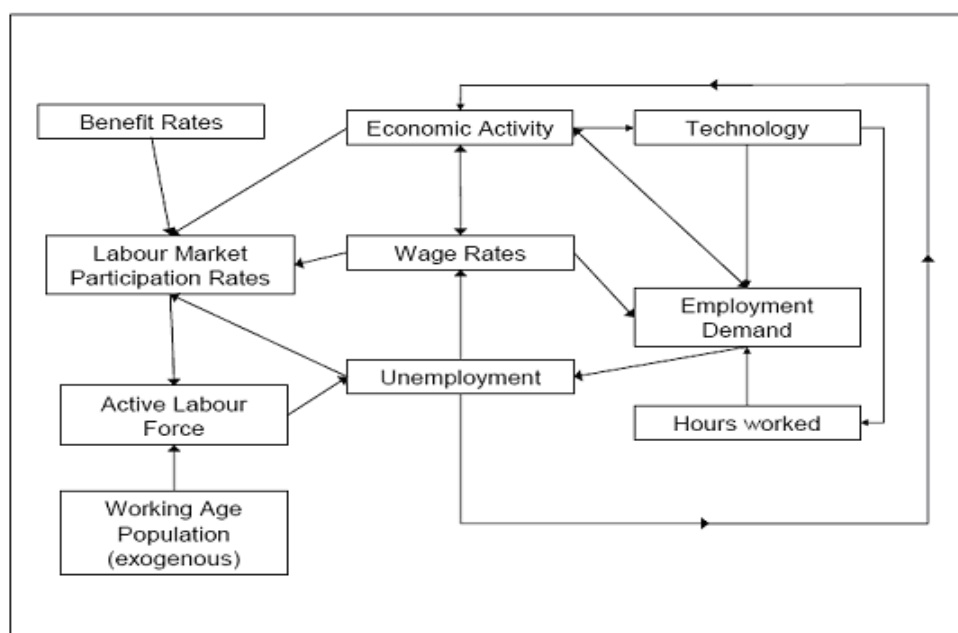 Benefit Rates
Economic Activity
Technology
Labour Market
Participation Rates
Wage Rates
Employment
Demand
Unemployment
Active Labour
Force
Hours worked
Working Age
Population
(exogenous)